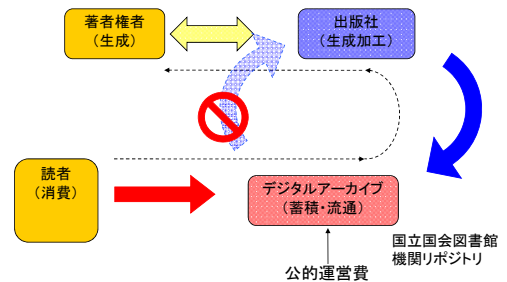 著者権者
（生成）
出版社
（生成加工）
読者
（消費）
デジタルアーカイブ
（蓄積・流通）
国立国会図書館
機関リポジトリ
公的運営費